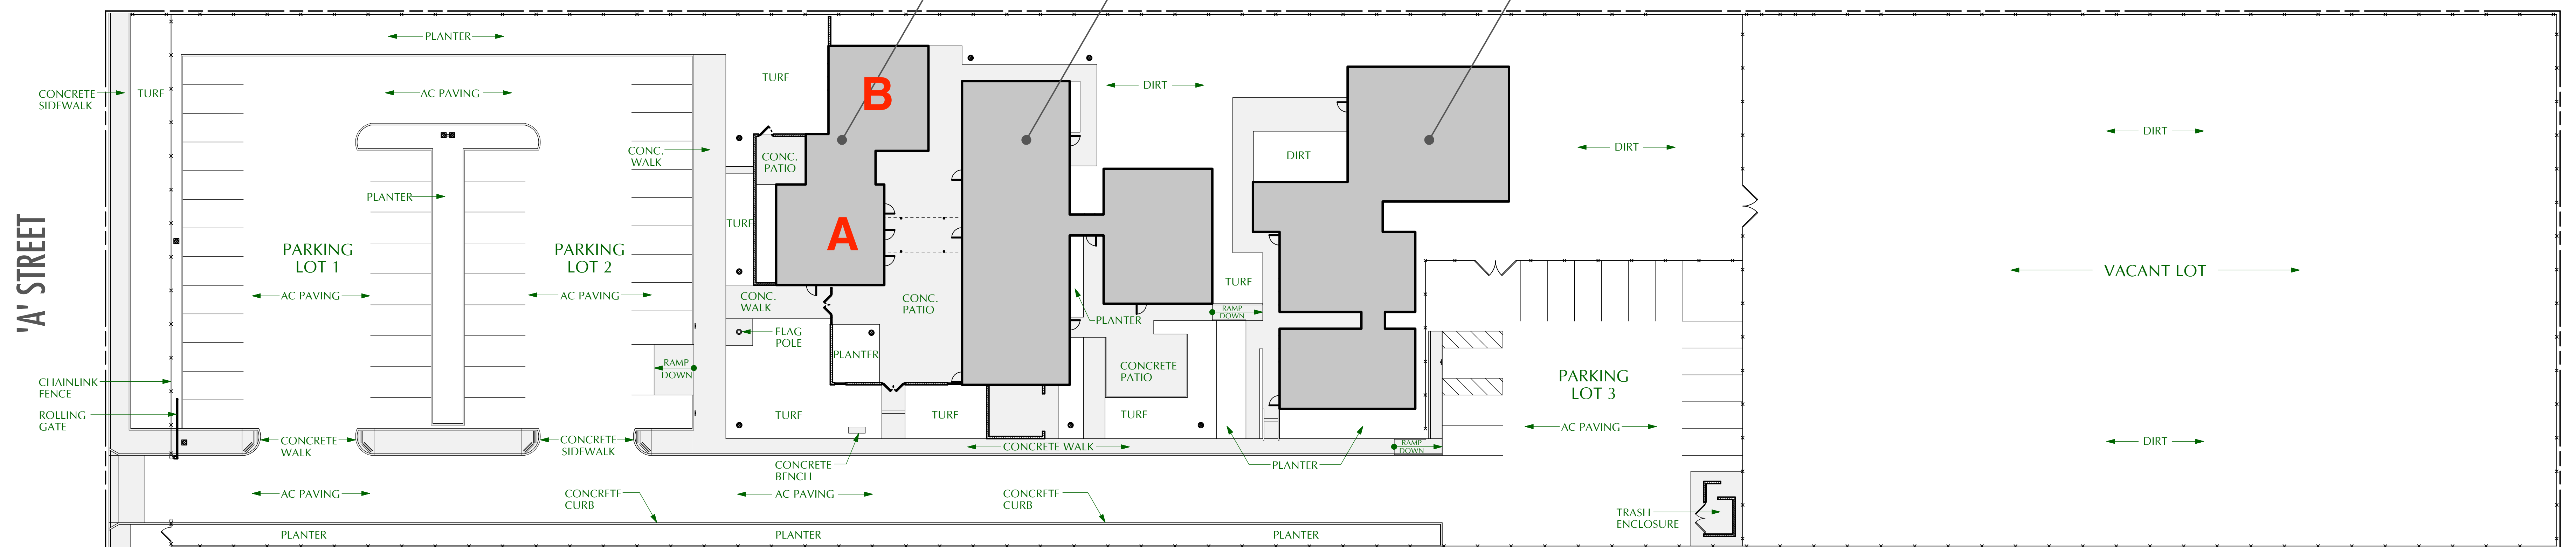 'A' STREET
PLANTER
CONCRETE
SIDEWALK
TURF
AC PAVING
PLANTER
PARKING
LOT 1
PARKING
LOT 2
AC PAVING
AC PAVING
CHAINLINK
FENCE
ROLLING
GATE
CONCRETE
WALK
CONCRETE
SIDEWALK
AC PAVING
CONCRETE
CURB
PLANTER
CONC.
WALK
TURF
CONC.
PATIO
TURF
B
A
CONC.
WALK
FLAG
POLE
RAMP
DOWN
PLANTER
CONC.
PATIO
TURF
TURF
CONCRETE
BENCH
AC PAVING
PLANTER
CONCRETE WALK
CONCRETE
CURB
DIRT
PLANTER
CONCRETE
PATIO
TURF
DIRT
TURF
RAMP
DOWN
PLANTER
PLANTER
DIRT
RAMP
DOWN
PARKING
LOT 3
AC PAVING
TRASH
ENCLOSURE
DIRT
VACANT LOT
DIRT